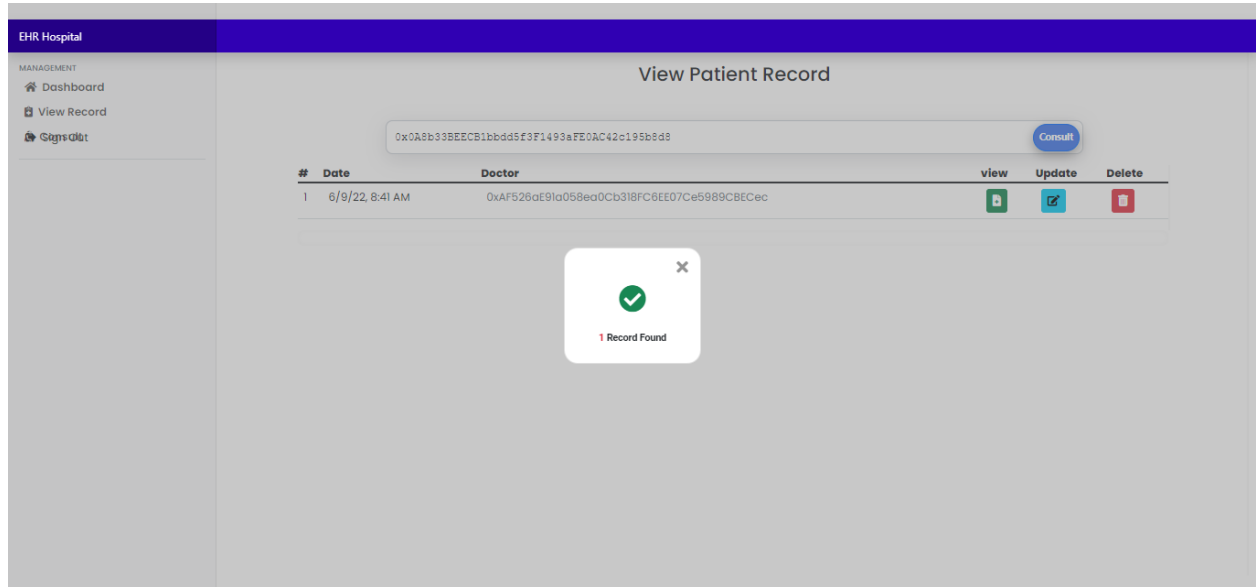 EHR Hospital
MANAGEMENT
Dashboard
View Record
View Patient Record
0x0A8b33BEECB1bbdd5f3F1493aFE0AC42c195b8d8
Consult
# Date Doctor view Update Delete
1 6/9/22, 8:41 AM 0xAF526aE91a058ea0Cb318FC6EE07Ce5989CBECec
1 Record Found